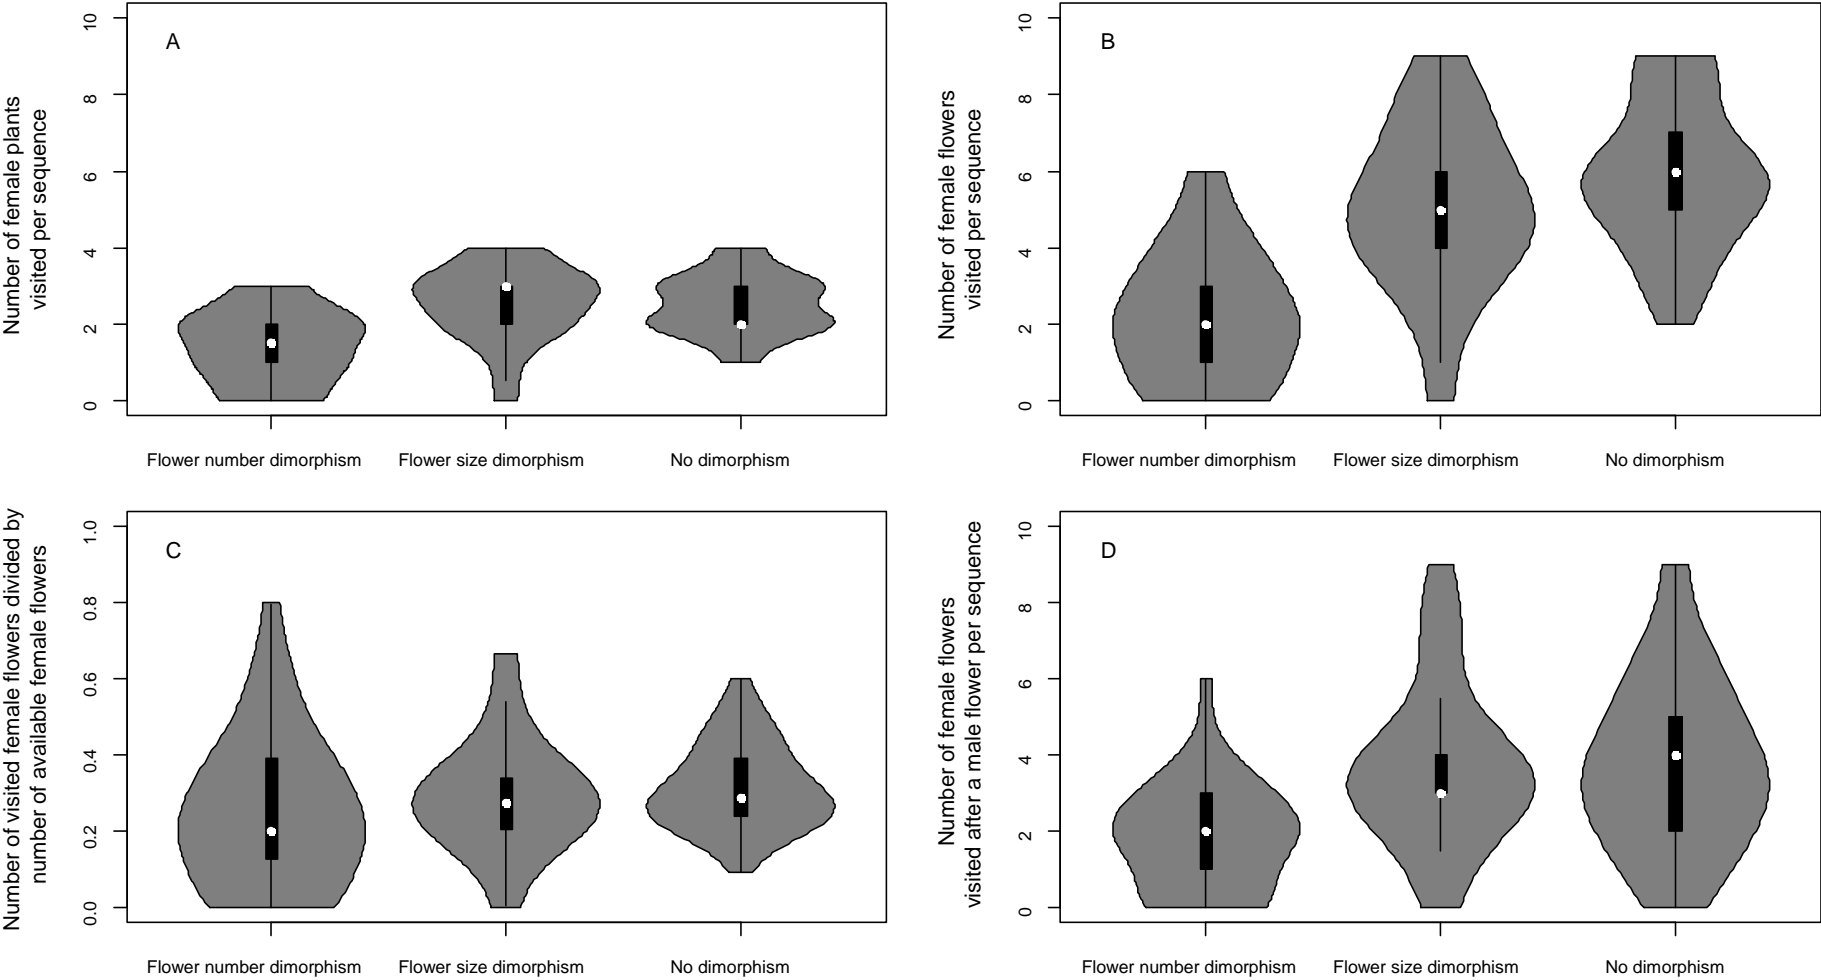 A
Number of female plants
visited per sequence
10
8
6
4
2
0
Flower number dimorphism
Flower size dimorphism
No dimorphism
B
Number of female flowers
visited per sequence
10
8
6
4
2
0
Flower number dimorphism
Flower size dimorphism
No dimorphism
C
Number of visited female flowers divided by
number of available female flowers
1.0
0.8
0.6
0.4
0.2
0.0
Flower number dimorphism
Flower size dimorphism
No dimorphism
D
Number of female flowers
visited after a male flower per sequence
10
8
6
4
2
0
Flower number dimorphism
Flower size dimorphism
No dimorphism